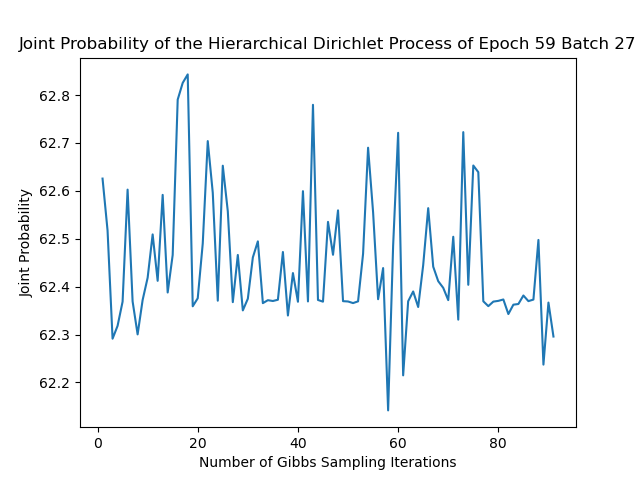 Joint Probability of the Hierarchical Dirichlet Process of Epoch 59 Batch 27
62.8
62.7
62.6
62.5
62.4
62.3
62.2
Joint Probability
0 20 40 60 80
Number of Gibbs Sampling Iterations